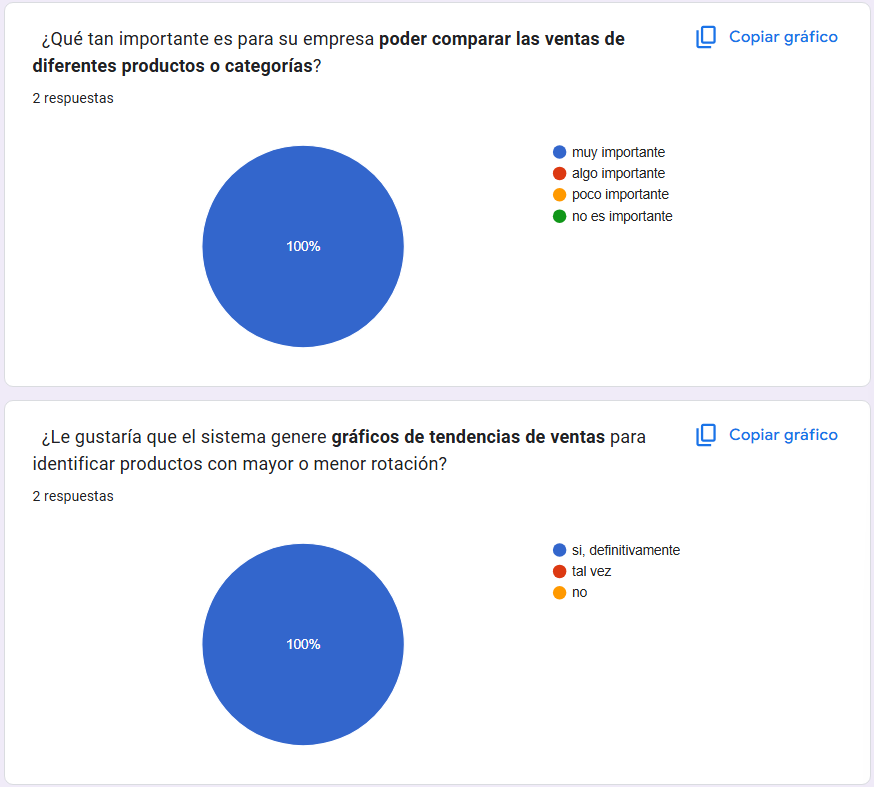 ¿Qué tan importante es para su empresa poder comparar las ventas de
diferentes productos o categorías?
Copiar gráfico
2 respuestas
100%
muy importante
algo importante
poco importante
no es importante
¿Le gustaría que el sistema genere gráficos de tendencias de ventas para
identificar productos con mayor o menor rotación?
Copiar gráfico
2 respuestas
100%
si, definitivamente
tal vez
no